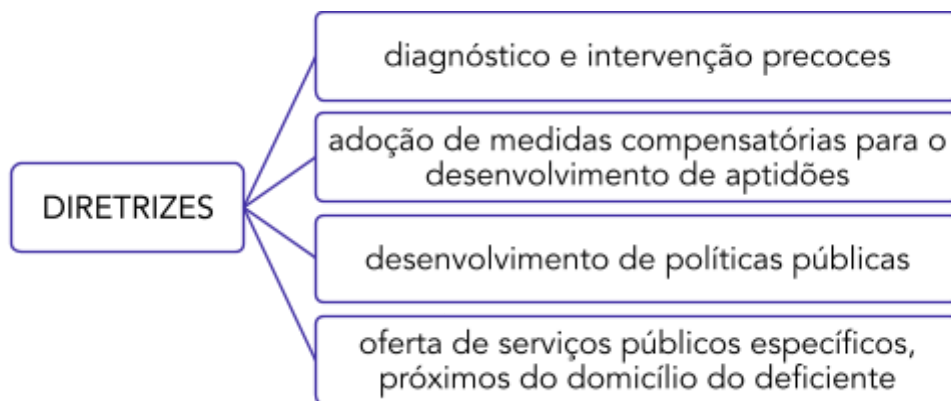 DIRETRIZES
diagnóstico e intervenção precoces
adoção de medidas compensatórias para o
desenvolvimento de aptidões
desenvolvimento de políticas públicas
oferta de serviços públicos específicos,
próximos do domicílio do deficiente